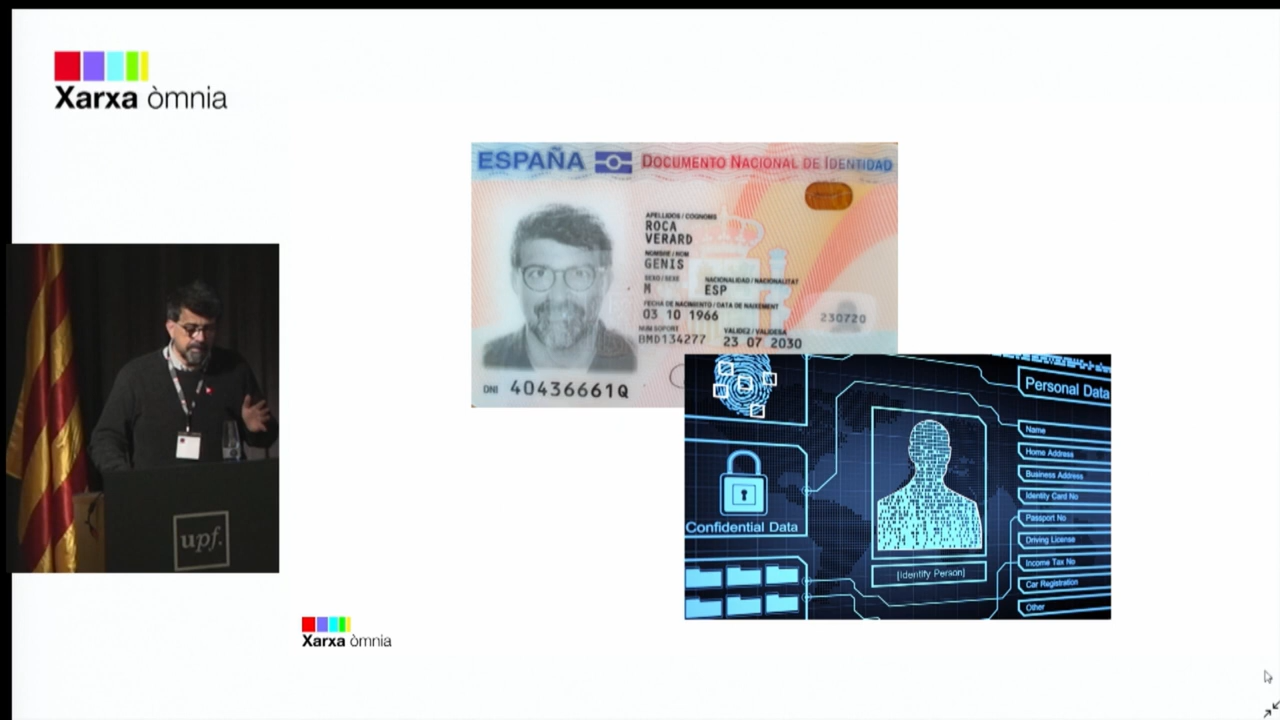 Xarxa òmnia
ESPAÑA DOCUMENTO NACIONAL DE IDENTIDAD
APELLIDOS / COGNOMS
ROCA
VERARD
NOMBRE / NOM
GENIS
SEXO / SEXE NACIONALIDAD / NACIONALITAT
M ESP
FECHA DE NACIMIENTO / DATA DE NAIXEMENT
03 10 1966
230720
NUM SOPORT VALIDEZ / VALIDESA
BMD134277 23 07 2030
DNI 40436661Q
upf.
Personal Data
Name
Home Address
Business Address
Identity Card No
Passport No
Driving License
Income Tax No
Car Registration
Other
Confidential Data
[Identify Person]
Xarxa òmnia